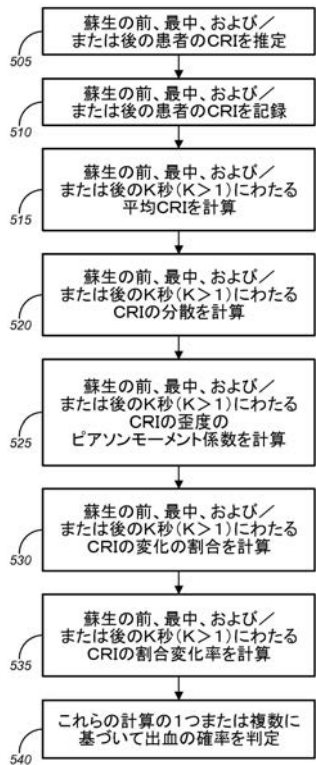 蘇生の前、最中、および／
または後の患者のCRIを推定
505
蘇生の前、最中、および／
または後の患者のCRIを記録
510
蘇生の前、最中、および／
または後のK秒（K＞1）にわたる
平均CRIを計算
515
蘇生の前、最中、および／
または後のK秒（K＞1）にわたる
CRIの分散を計算
520
蘇生の前、最中、および／
または後のK秒（K＞1）にわたる
CRIの歪度の
ピアソンモーメント係数を計算
525
蘇生の前、最中、および／
または後のK秒（K＞1）にわたる
CRIの変化の割合を計算
530
蘇生の前、最中、および／
または後のK秒（K＞1）にわたる
CRIの割合変化率を計算
535
これらの計算の1つまたは複数に
基づいて出血の確率を判定
540